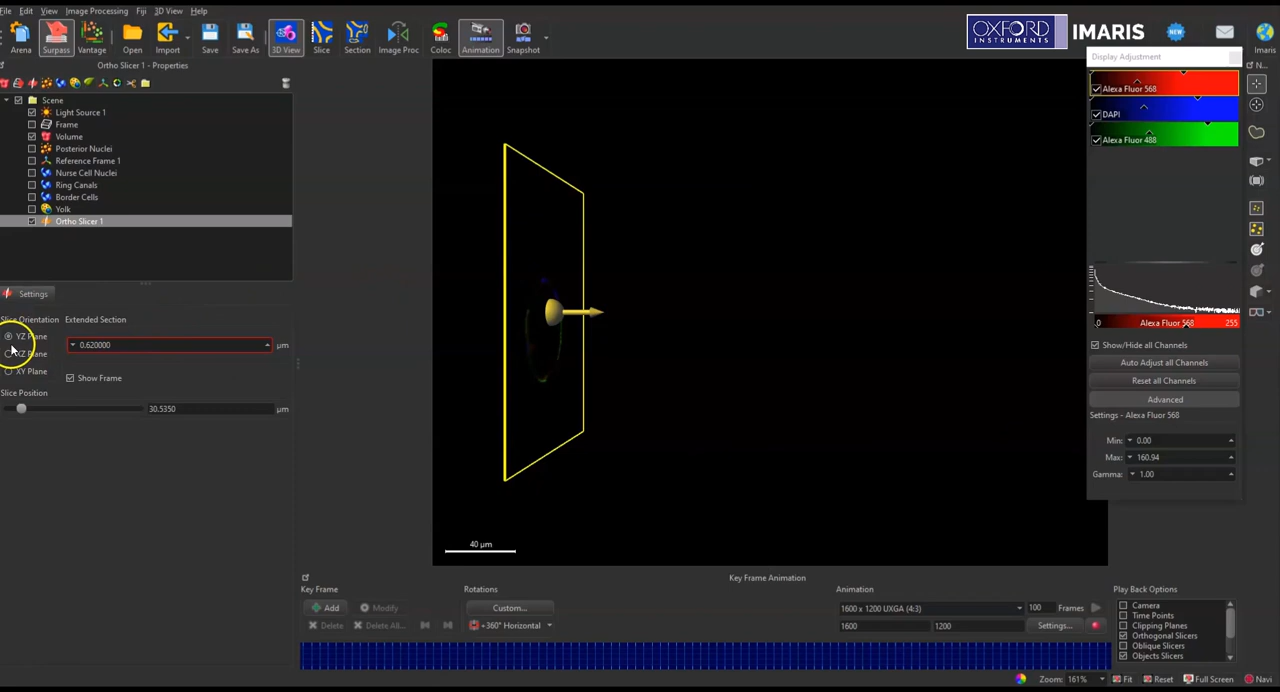 File Edit View Image Processing Fiji 3D View Help
OXFORD INSTRUMENTS IMARIS
NEW
Arena Surpass Vantage Open Import Save Save As 3D View Slice Section Image Proc Coloc Animation Snapshot Imaris
Ortho Slicer 1 - Properties
Display Adjustment
N...
Scene
Light Source 1
Frame
Volume
Posterior Nuclei
Reference Frame 1
Nurse Cell Nuclei
Ring Canals
Border Cells
Yolk
Ortho Slicer 1
Alexa Fluor 568
DAPI
Alexa Fluor 488
Settings
Slice Orientation Extended Section
YZ Plane
0.620000 µm
XZ Plane
XY Plane
Show Frame
Slice Position
30.5350 µm
0 Alexa Fluor 568 255
Show/Hide all Channels
Auto Adjust all Channels
Reset all Channels
Advanced
Settings - Alexa Fluor 568
Min: 0.00
Max: 160.94
Gamma: 1.00
40 µm
Key Frame Animation
Key Frame Rotations Animation Play Back Options
Add Modify Custom... 1600 x 1200 UXGA (4:3) 100 Frames
Delete Delete All... +360° Horizontal 1600 1200 Settings...
Camera
Time Points
Clipping Planes
Orthogonal Slicers
Oblique Slicers
Objects Slicers
Zoom: 161% Fit Reset Full Screen Navi